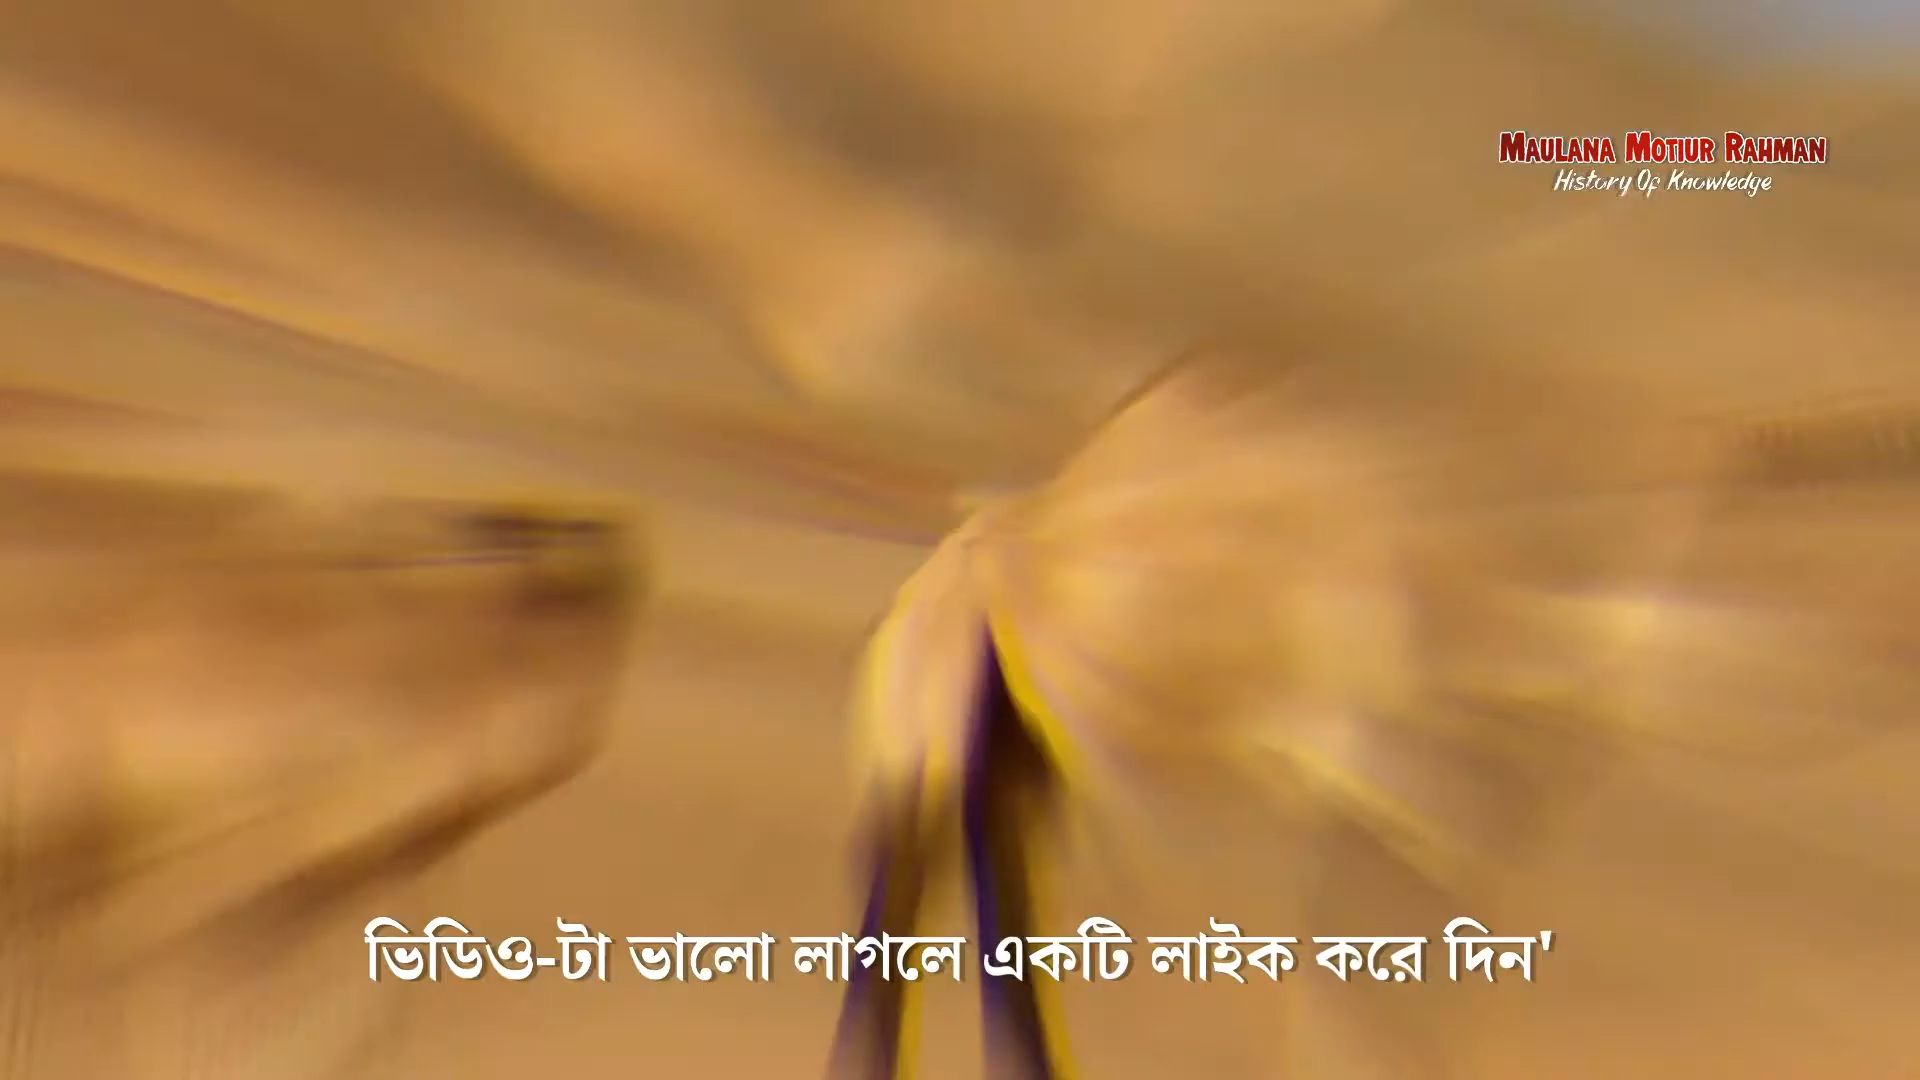 MAULANA MOTIUR RAHMAN
History Of Knowledge
ভিডিও-টা ভালো লাগলে একটি লাইক করে দিন'